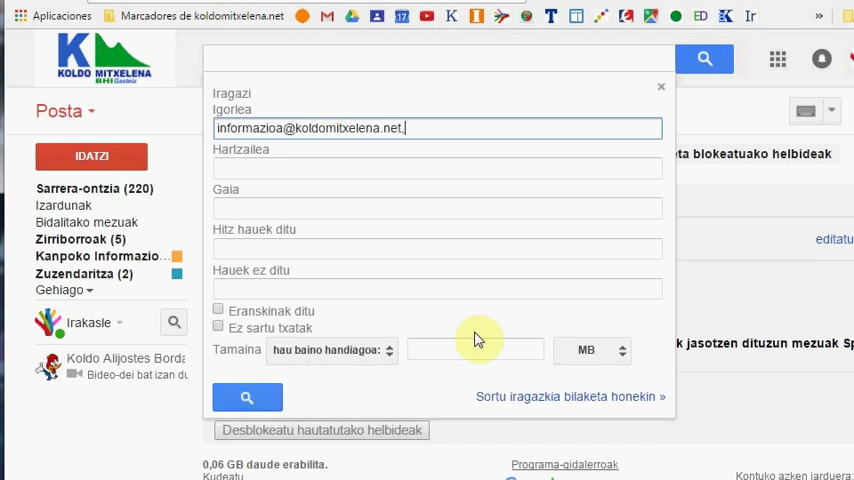 Aplicaciones
Marcadores de koldomitxelena.net
»
K
KOLDO MITXELENA
BHI Gasteiz
Posta
IDATZI
Sarrera-ontzia (220)
Izardunak
Bidalitako mezuak
Zirriborroak (5)
Kanpoko Informazio...
Zuzendaritza (2)
Gehiago
Irakasle
Koldo Alijostes Borda
Bideo-dei bat izan du
Iragazi
Igorlea
informazioa@koldomitxelena.net,
Hartzailea
Gaia
Hitz hauek ditu
Hauek ez ditu
Eranskinak ditu
Ez sartu txatak
Tamaina
hau baino handiagoa:
MB
Sortu iragazkia bilaketa honekin »
Desblokeatu hautatutako helbideak
eta blokeatuako helbideak
editatu
k jasotzen dituzun mezuak
0,06 GB daude erabilita.
Kudeatu
Programa-gidalerroak
Kontuko azken jarduera: